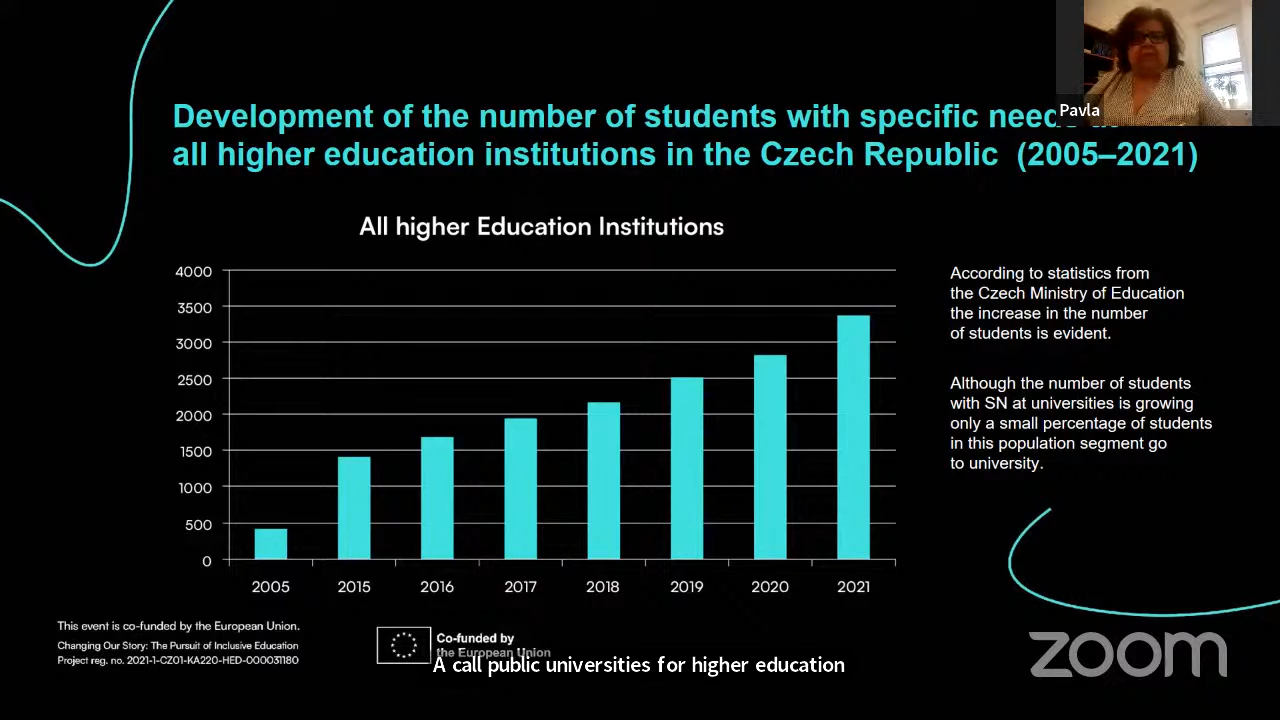 Pavla
Development of the number of students with specific
all higher education institutions in the Czech Republic (2005–2021)
All higher Education Institutions
4000
3500
3000
2500
2000
1500
1000
500
0
2005 2015 2016 2017 2018 2019 2020 2021
According to statistics from
the Czech Ministry of Education
the increase in the number
of students is evident.
Although the number of students
with SN at universities is growing
only a small percentage of students
in this population segment go
to university.
This event is co-funded by the European Union.
Changing Our Story: The Pursuit of Inclusive Education
Project reg. no. 2021-1-CZ01-KA220-HED-000031180
Co-funded by
the European Union
A call public universities for higher education
zoom